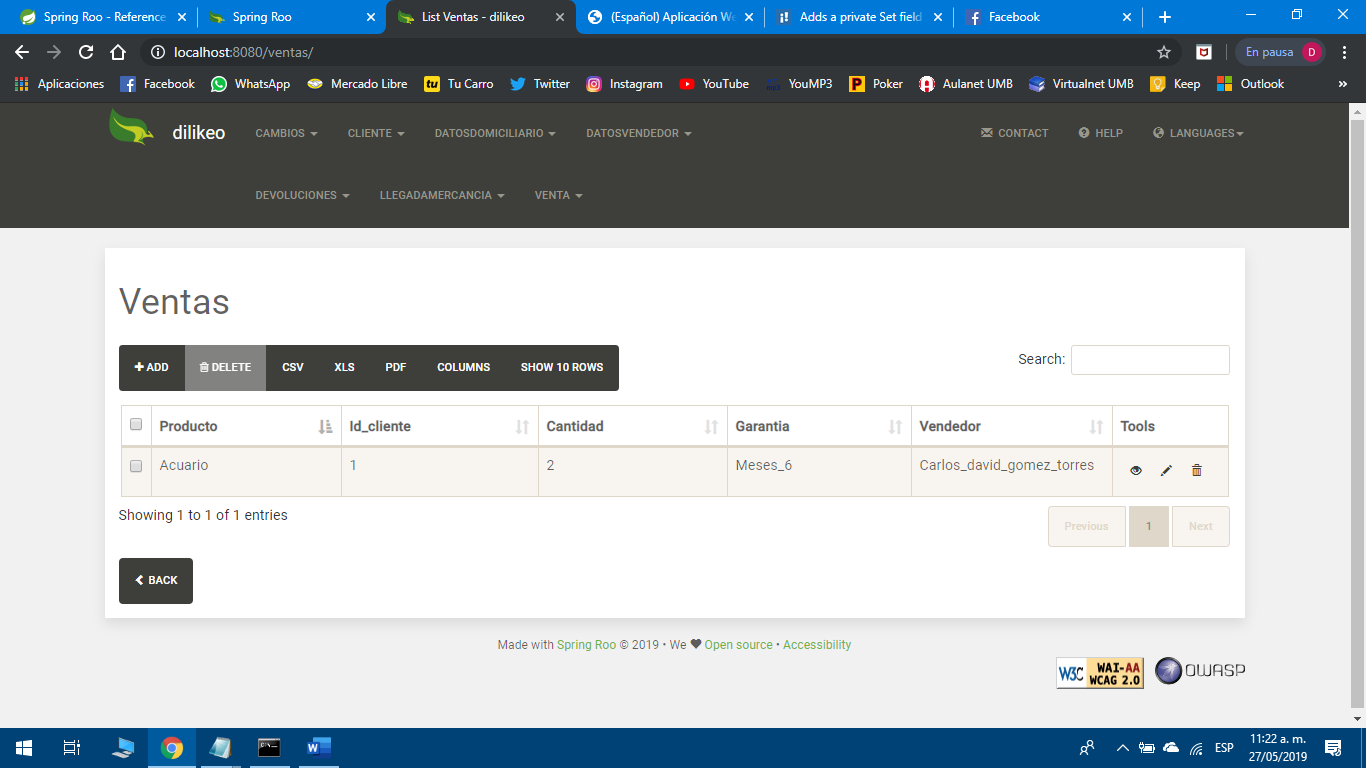 Spring Roo - Reference
Spring Roo
List Ventas - dilikeo
(Español) Aplicación We
Adds a private Set field
Facebook
localhost:8080/ventas/
En pausa D
Aplicaciones Facebook WhatsApp Mercado Libre tu Tu Carro Twitter Instagram YouTube YouMP3 P Poker Aulanet UMB Virtualnet UMB Keep Outlook »
dilikeo CAMBIOS CLIENTE DATOSDOMICILIARIO DATOSVENDEDOR CONTACT HELP LANGUAGES
DEVOLUCIONES LLEGADAMERCANCIA VENTA
Ventas
ADD DELETE CSV XLS PDF COLUMNS SHOW 10 ROWS
Search:
Producto Id_cliente Cantidad Garantia Vendedor Tools
Acuario 1 2 Meses_6 Carlos_david_gomez_torres
Showing 1 to 1 of 1 entries
Previous 1 Next
BACK
Made with Spring Roo © 2019 • We Open source • Accessibility
W3C WAI-AA WCAG 2.0 OWASP
ESP
11:22 a. m.
27/05/2019